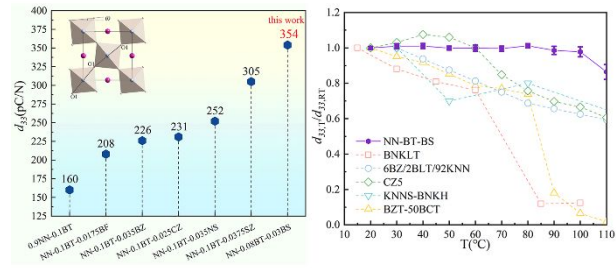 this work
354
305
252
231
226
208
160
d33(pC/N)
375
350
325
300
275
250
225
200
175
150
125
0.9NN-0.1BT
NN-0.1BT-0.0175BF
NN-0.1BT-0.035BZ
NN-0.1BT-0.025CZ
NN-0.1BT-0.035NS
NN-0.1BT-0.0375SZ
NN-0.08BT-0.03BS
d33,T/d33,RT
1.2
1.0
0.8
0.6
0.4
0.2
0.0
NN-BT-BS
BNKLT
6BZ/2BLT/92KNN
CZ5
KNNS-BNKH
BZT-50BCT
10 20 30 40 50 60 70 80 90 100 110
T(℃)